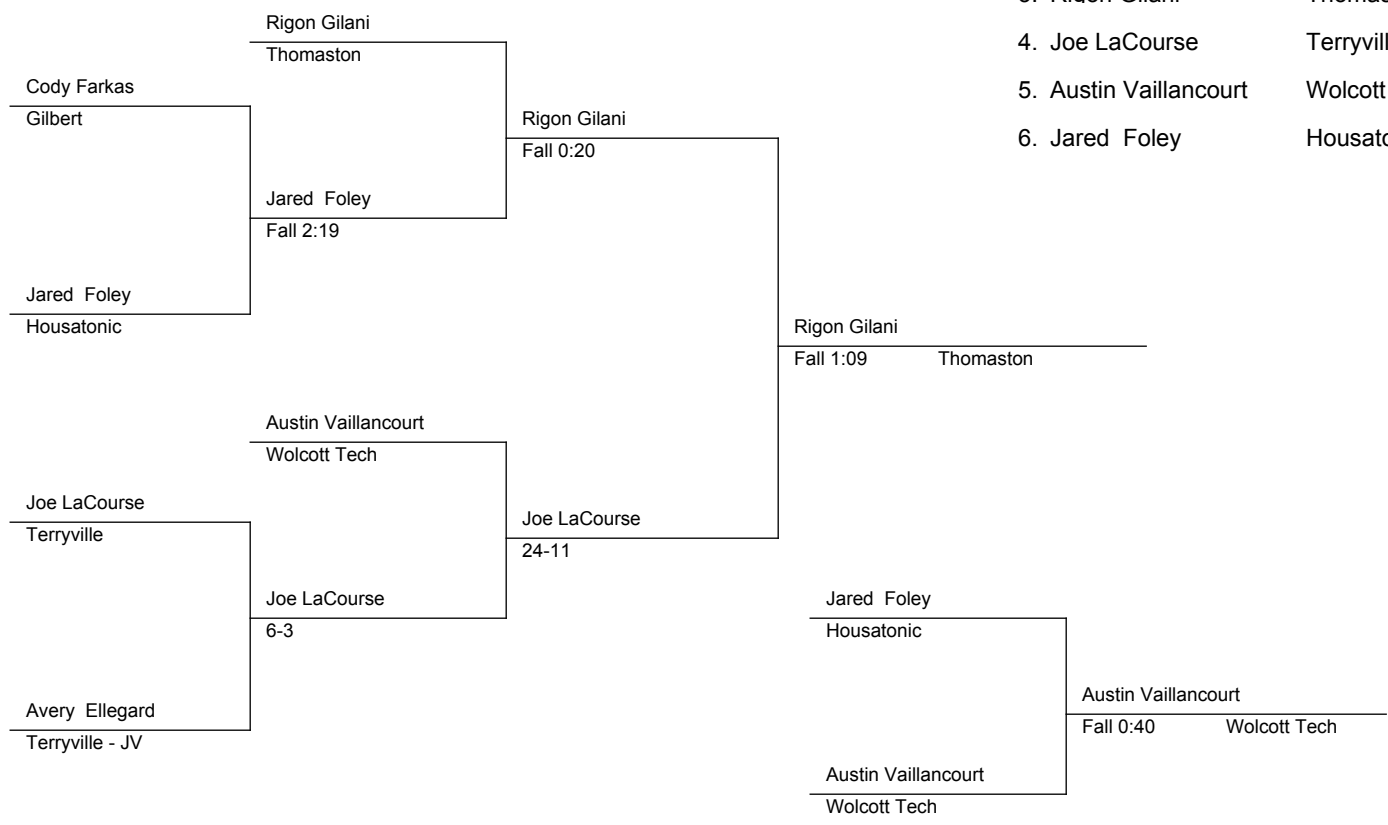 Rigon Gilani
Thomaston
4. Joe LaCourse
5. Austin Vaillancourt Wolcott
6. Jared Foley
Cody Farkas
Gilbert
Rigon Gilani
Fall 0:20
Jared Foley
Fall 2:19
Jared Foley
Housatonic
Rigon Gilani
Fall 1:09 Thomaston
Austin Vaillancourt
Wolcott Tech
Joe LaCourse
Terryville
Joe LaCourse
24-11
Joe LaCourse
6-3
Jared Foley
Housatonic
Avery Ellegard
Terryville - JV
Austin Vaillancourt
Fall 0:40 Wolcott Tech
Austin Vaillancourt
Wolcott Tech